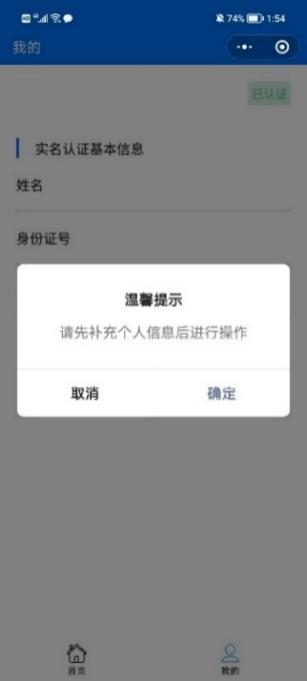 74% 1:54
我的
已认证
实名认证基本信息
姓名
身份证号
温馨提示
请先补充个人信息后进行操作
取消 确定
首页 我的